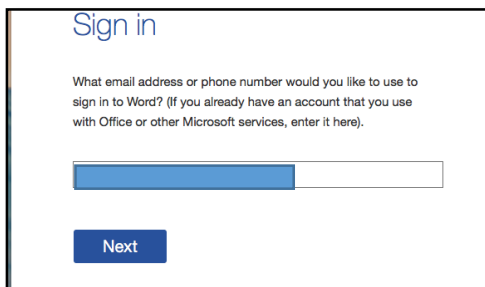 Sign in
What email address or phone number would you like to use to
sign in to Word? (If you already have an account that you use
with Office or other Microsoft services, enter it here).
Next